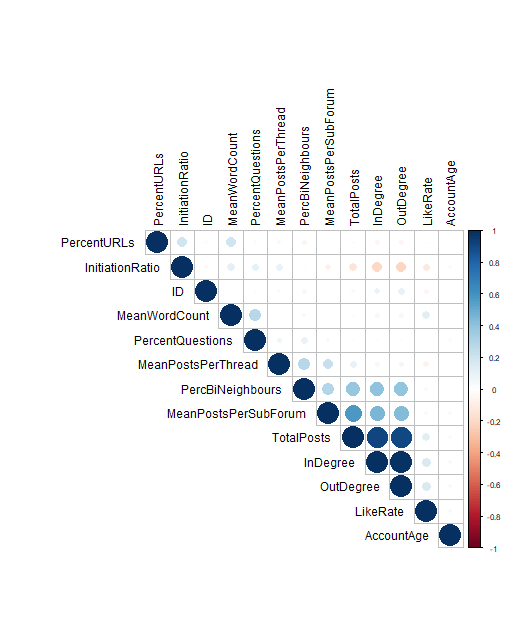 PercentURLs
InitiationRatio
ID
MeanWordCount
PercentQuestions
MeanPostsPerThread
PercBiNeighbours
MeanPostsPerSubForum
TotalPosts
InDegree
OutDegree
LikeRate
AccountAge
PercentURLs
InitiationRatio
ID
MeanWordCount
PercentQuestions
MeanPostsPerThread
PercBiNeighbours
MeanPostsPerSubForum
TotalPosts
InDegree
OutDegree
LikeRate
AccountAge
1
0.8
0.6
0.4
0.2
0
-0.2
-0.4
-0.6
-0.8
-1